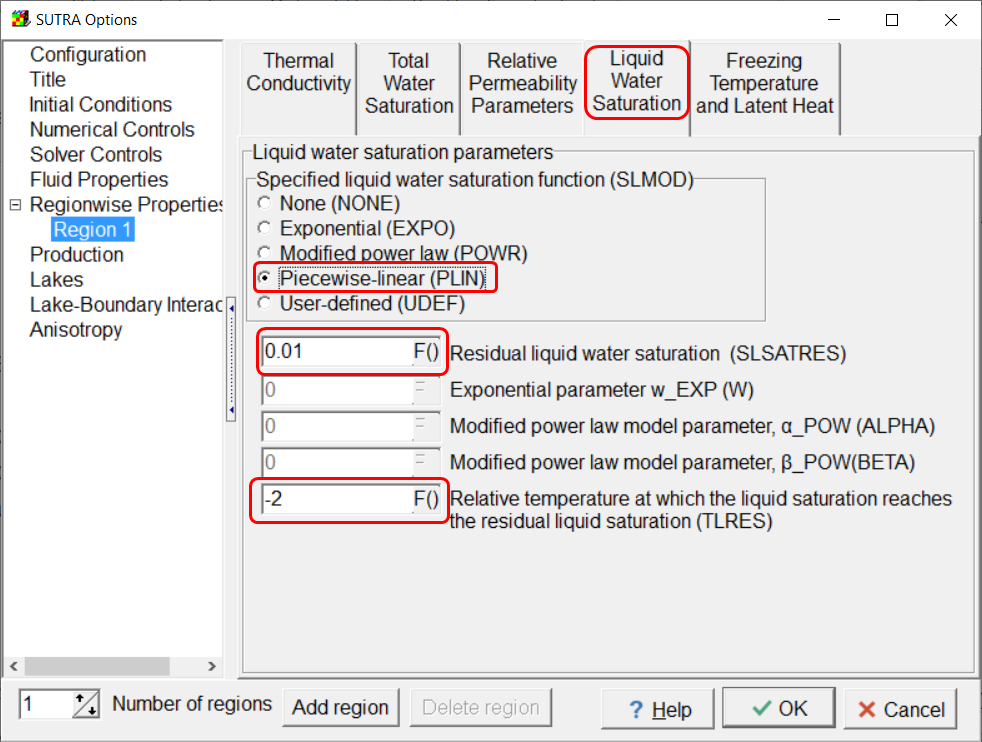 SUTRA Options
Configuration
Title
Initial Conditions
Numerical Controls
Solver Controls
Fluid Properties
Regionwise Properties
Region 1
Production
Lakes
Lake-Boundary Interac
Anisotropy
Thermal
Conductivity
Total
Water
Saturation
Relative
Permeability
Parameters
Liquid
Water
Saturation
Freezing
Temperature
and Latent Heat
Liquid water saturation parameters
Specified liquid water saturation function (SLMOD)
None (NONE)
Exponential (EXPO)
Modified power law (POWR)
Piecewise-linear (PLIN)
User-defined (UDEF)
0.01 F() Residual liquid water saturation (SLSATRES)
0 = Exponential parameter w_EXP (W)
0 = Modified power law model parameter, α_POW (ALPHA)
0 = Modified power law model parameter, β_POW(BETA)
-2 F() Relative temperature at which the liquid saturation reaches
the residual liquid saturation (TLRES)
1 Number of regions Add region Delete region ? Help OK Cancel